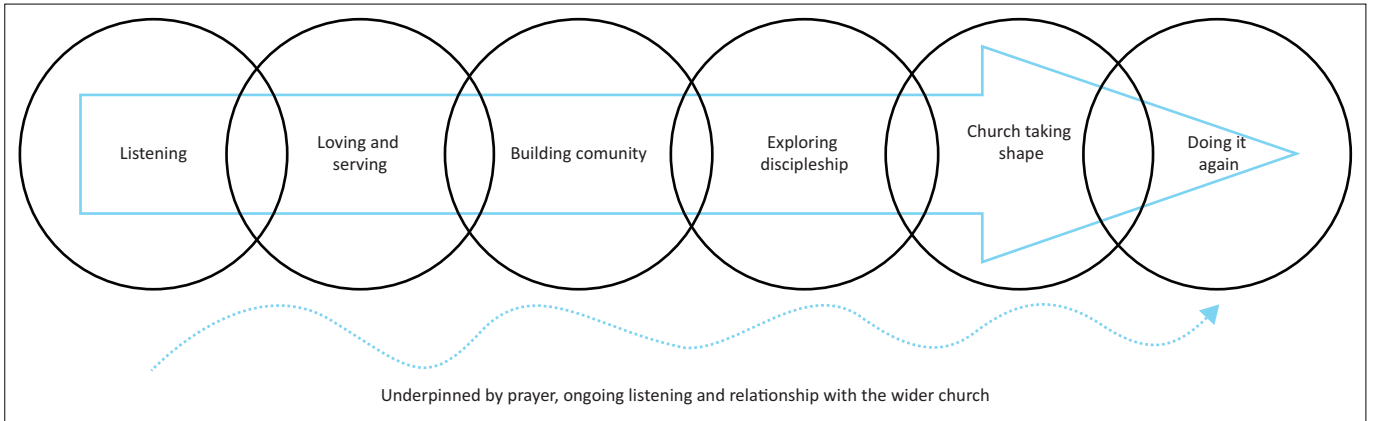 Listening
Loving and
serving
Building comunity
Exploring
discipleship
Church taking
shape
Doing it
again
Underpinned by prayer, ongoing listening and relationship with the wider church